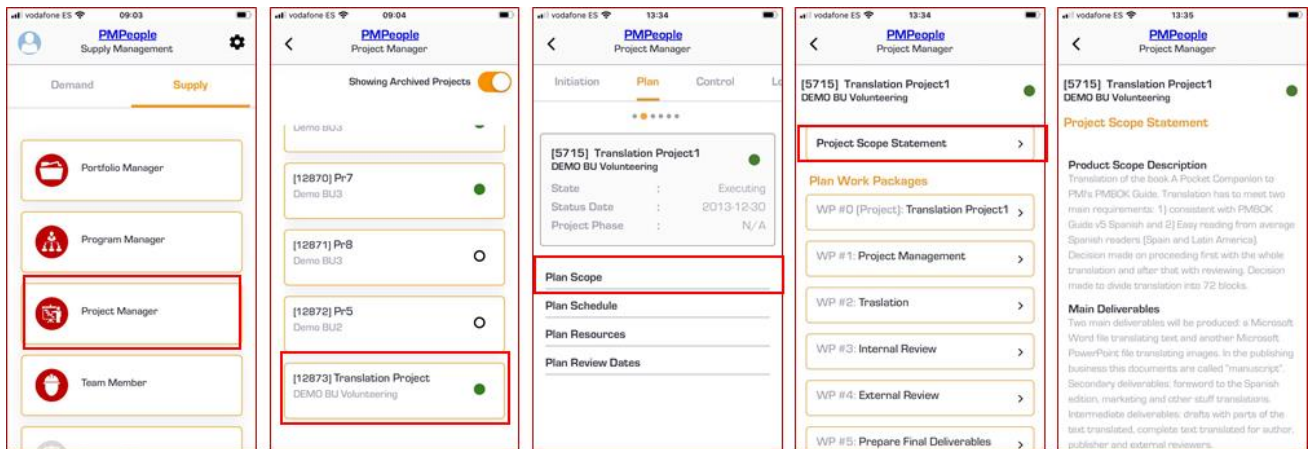 vodafone ES 09:03
PMPeople
Supply Management
Demand Supply
Portfolio Manager
Program Manager
Project Manager
Team Member
vodafone ES 09:04
PMPeople
Project Manager
Showing Archived Projects
Demo BU3
[12870] Pr7
Demo BU3
[12871] Pr8
Demo BU3
[12872] Pr5
Demo BU2
[12873] Translation Project
DEMO BU Volunteering
vodafone ES 13:34
PMPeople
Project Manager
Initiation Plan Control
[5715] Translation Project1
DEMO BU Volunteering
State : Executing
Status Date : 2013-12-30
Project Phase : N/A
Plan Scope
Plan Schedule
Plan Resources
Plan Review Dates
vodafone ES 13:34
PMPeople
Project Manager
[5715] Translation Project1
DEMO BU Volunteering
Project Scope Statement
Plan Work Packages
WP #0 (Project): Translation Project1
WP #1: Project Management
WP #2: Traslation
WP #3: Internal Review
WP #4: External Review
WP #5: Prepare Final Deliverables
vodafone ES 13:35
PMPeople
Project Manager
[5715] Translation Project1
DEMO BU Volunteering
Project Scope Statement
Product Scope Description
Translation of the book A Pocket Companion to
PMI's PMBOK Guide. Translation has to meet two
main requirements: 1) consistent with PMBOK
Guide v5 Spanish and 2) Easy reading from average
Spanish readers (Spain and Latin America).
Decision made on proceeding first with the whole
translation and after that with reviewing. Decision
made to divide translation into 72 blocks.
Main Deliverables
Two main deliverables will be produced: a Microsoft
Word file translating text and another Microsoft
PowerPoint file translating images. In the publishing
business this documents are called "manuscript".
Secondary deliverables: foreword to the Spanish
edition, marketing and other stuff translations.
Intermediate deliverables: drafts with parts of the
text translated, complete text translated for author,
publisher and external reviewers.